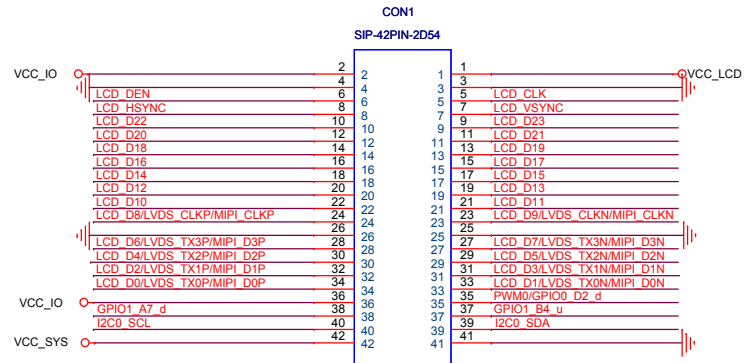 CON1
SIP-42PIN-2D54
VCC_IO 2 2 1 1 VCC_LCD
4 4 3 3
LCD_DEN 6 6 5 5 LCD_CLK
LCD_HSYNC 8 8 7 7 LCD_VSYNC
LCD_D22 10 10 9 9 LCD_D23
LCD_D20 12 12 11 11 LCD_D21
LCD_D18 14 14 13 13 LCD_D19
LCD_D16 16 16 15 15 LCD_D17
LCD_D14 18 18 17 17 LCD_D15
LCD_D12 20 20 19 19 LCD_D13
LCD_D10 22 22 21 21 LCD_D11
LCD_D8/LVDS_CLKP/MIPI_CLKP 24 24 23 23 LCD_D9/LVDS_CLKN/MIPI_CLKN
26 26 25 25
LCD_D6/LVDS_TX3P/MIPI_D3P 28 28 27 27 LCD_D7/LVDS_TX3N/MIPI_D3N
LCD_D4/LVDS_TX2P/MIPI_D2P 30 30 29 29 LCD_D5/LVDS_TX2N/MIPI_D2N
LCD_D2/LVDS_TX1P/MIPI_D1P 32 32 31 31 LCD_D3/LVDS_TX1N/MIPI_D1N
LCD_D0/LVDS_TX0P/MIPI_D0P 34 34 33 33 LCD_D1/LVDS_TX0N/MIPI_D0N
VCC_IO 36 36 35 35 PWM0/GPIO0_D2_d
GPIO1_A7_d 38 38 37 37 GPIO1_B4_u
I2C0_SCL 40 40 39 39 I2C0_SDA
VCC_SYS 42 42 41 41